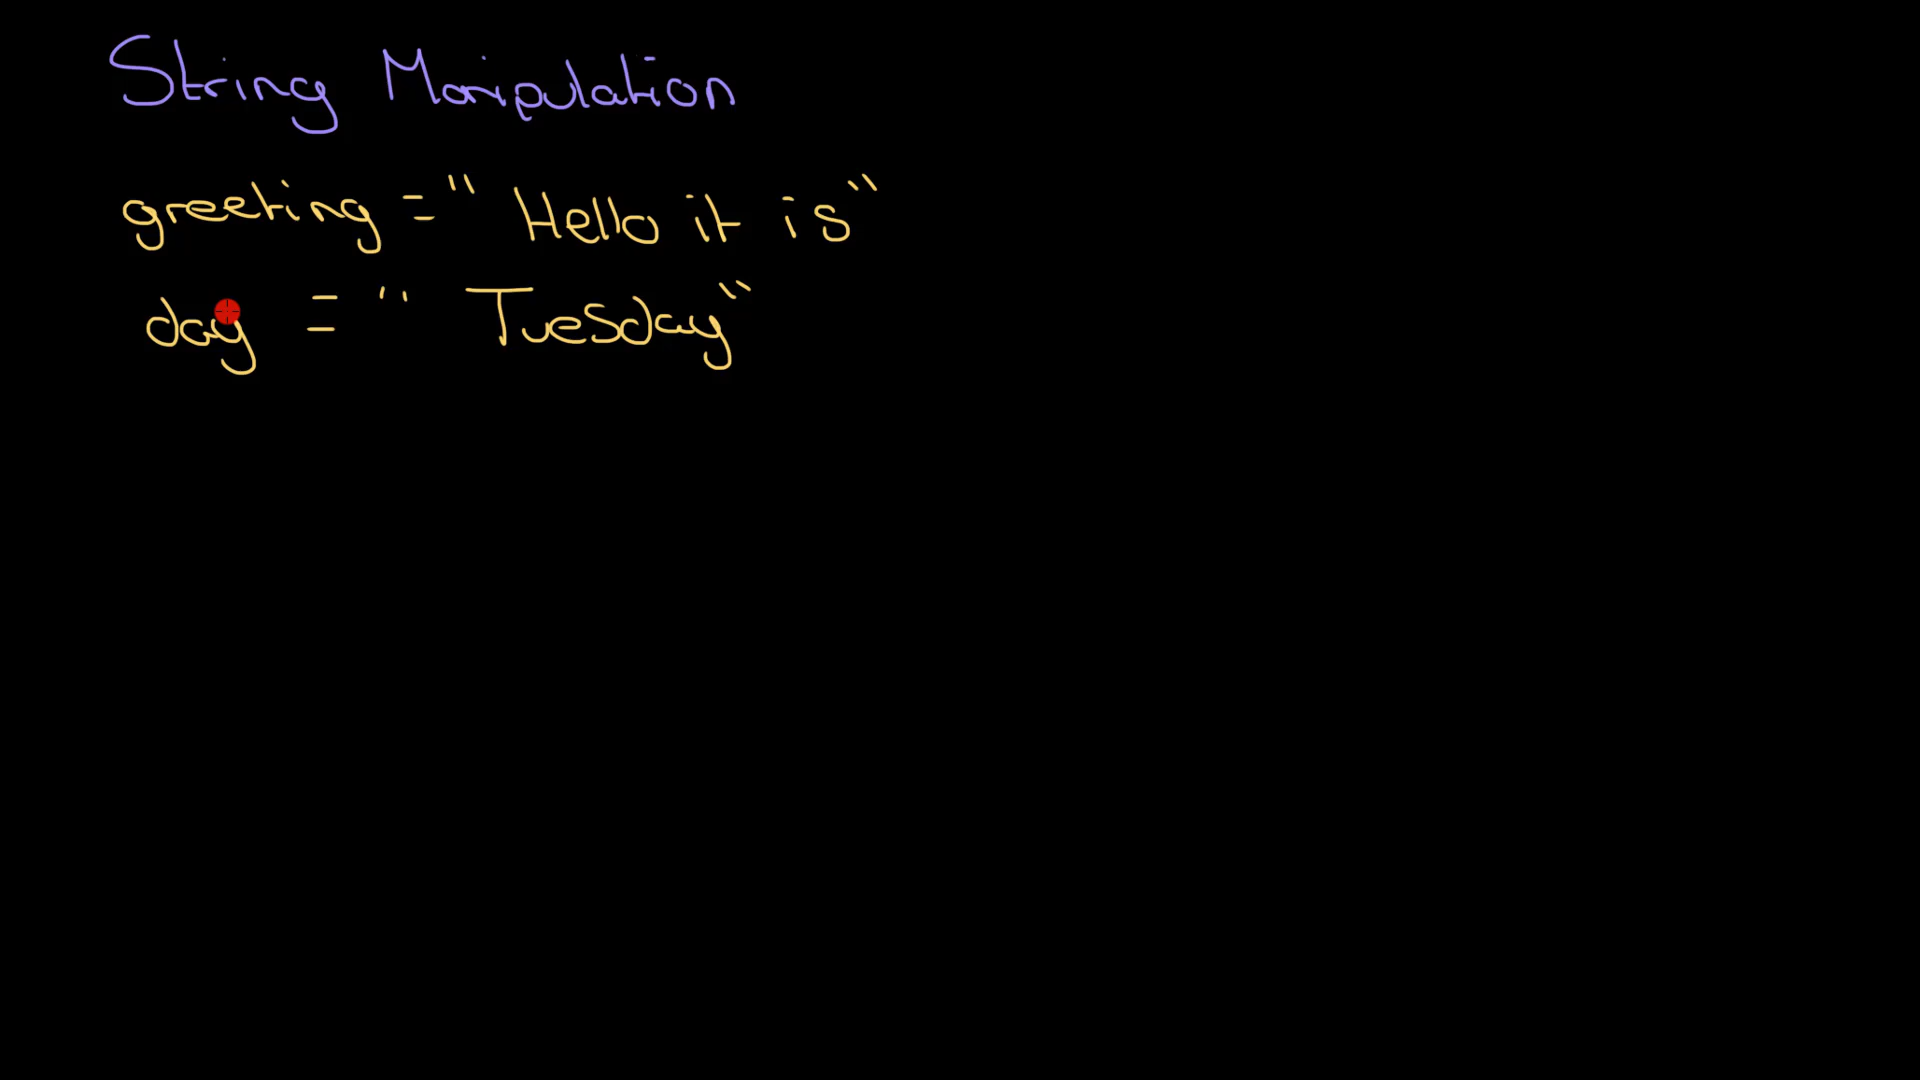 String Manipulation
greeting = "Hello it is"
day = " Tuesday"